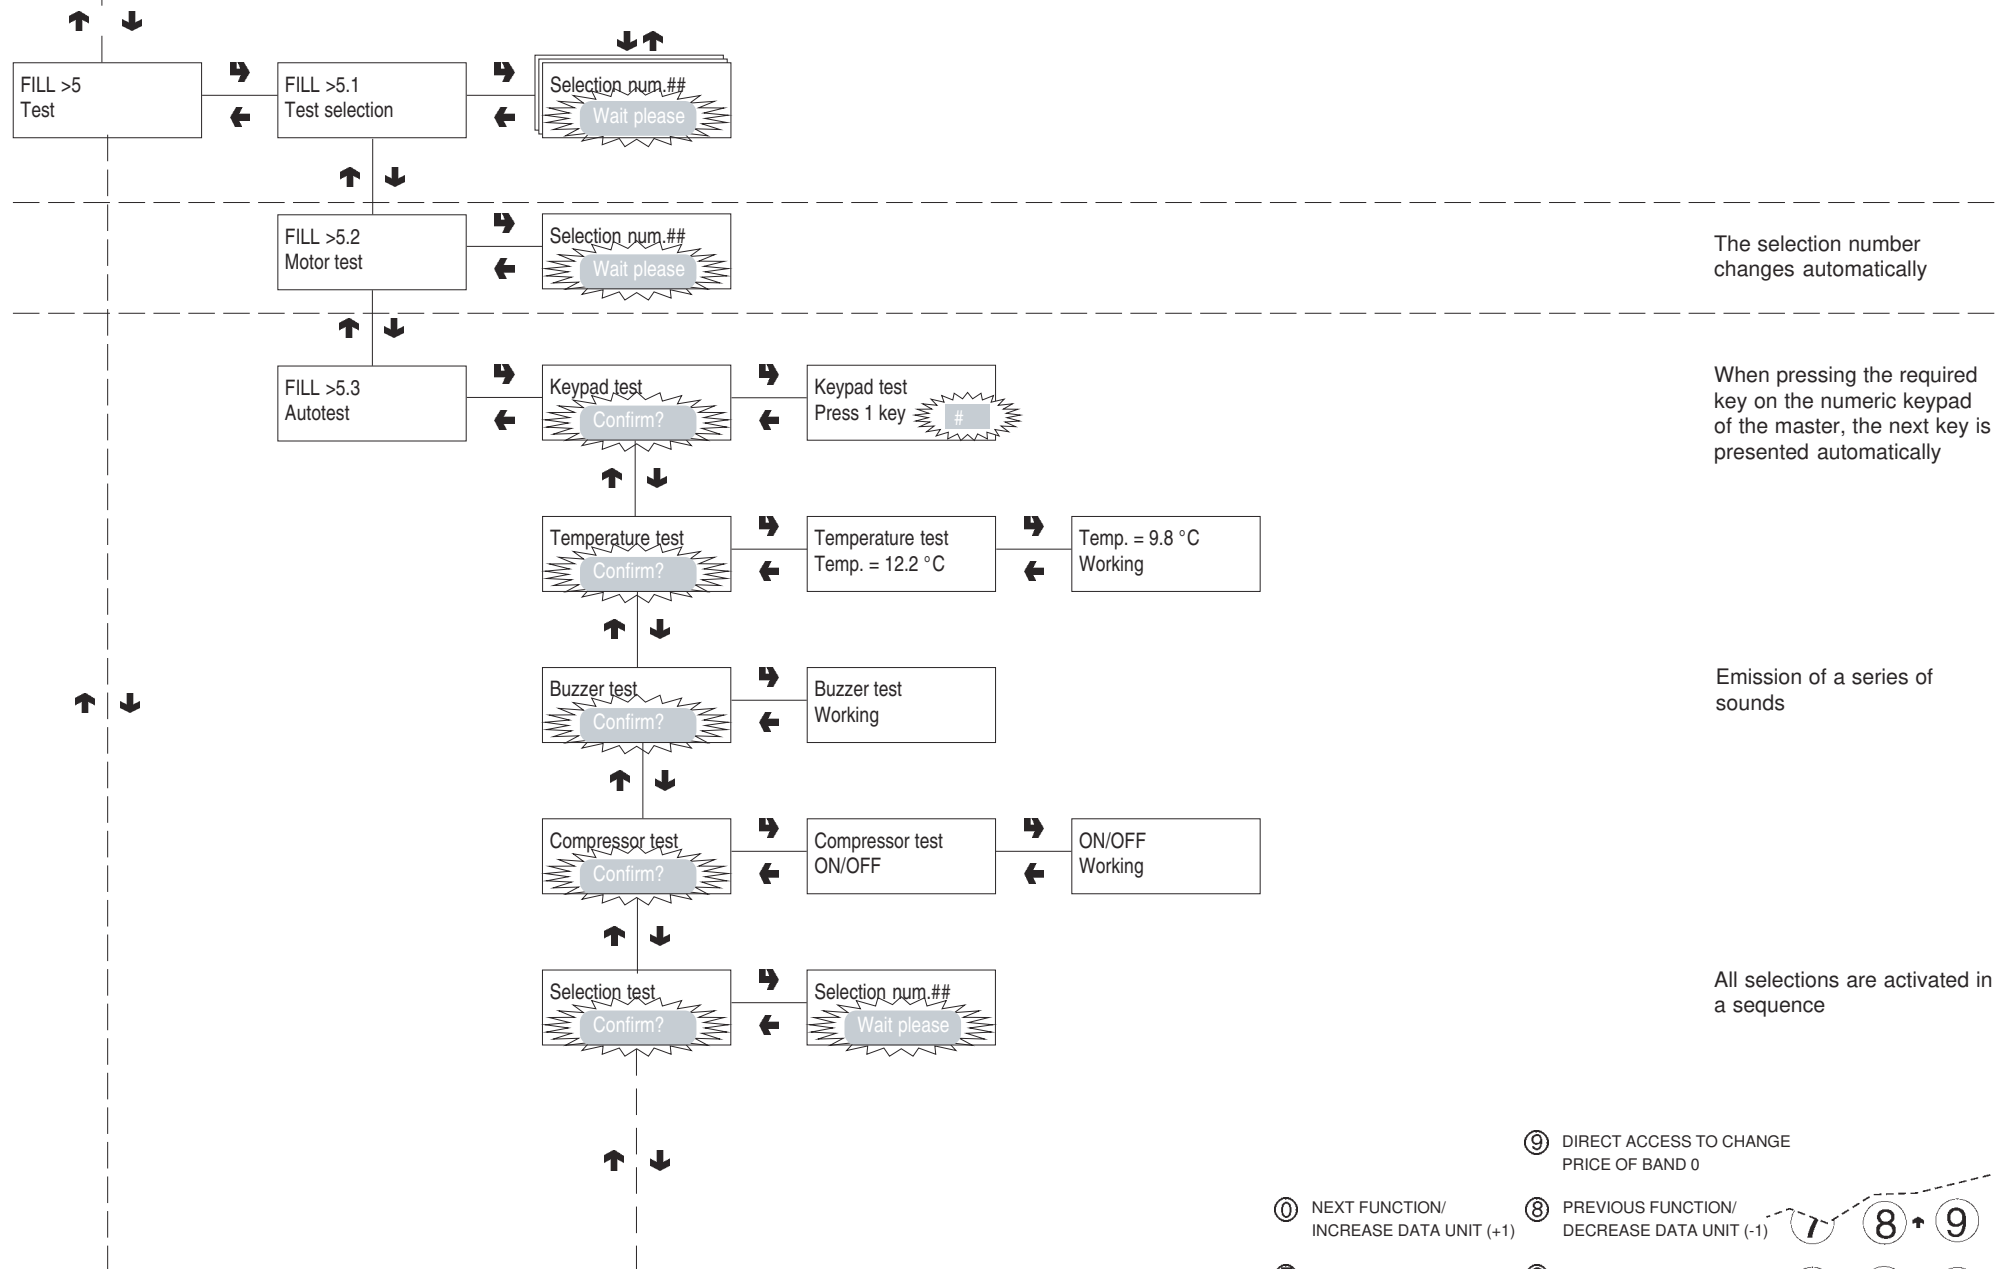 FILL >5
Test
FILL >5.1
Test selection
Selection num.##
Wait please
FILL >5.2
Motor test
Selection num.##
Wait please
The selection number
changes automatically
FILL >5.3
Autotest
Keypad test
Confirm?
Keypad test
Press 1 key #
When pressing the required
key on the numeric keypad
of the master, the next key is
presented automatically
Temperature test
Confirm?
Temperature test
Temp. = 12.2 °C
Temp. = 9.8 °C
Working
Buzzer test
Confirm?
Buzzer test
Working
Emission of a series of
sounds
Compressor test
Confirm?
Compressor test
ON/OFF
ON/OFF
Working
Selection test
Confirm?
Selection num.##
Wait please
All selections are activated in
a sequence
9 DIRECT ACCESS TO CHANGE
PRICE OF BAND 0
0 NEXT FUNCTION/
INCREASE DATA UNIT (+1)
8 PREVIOUS FUNCTION/
DECREASE DATA UNIT (-1)
7 8 9